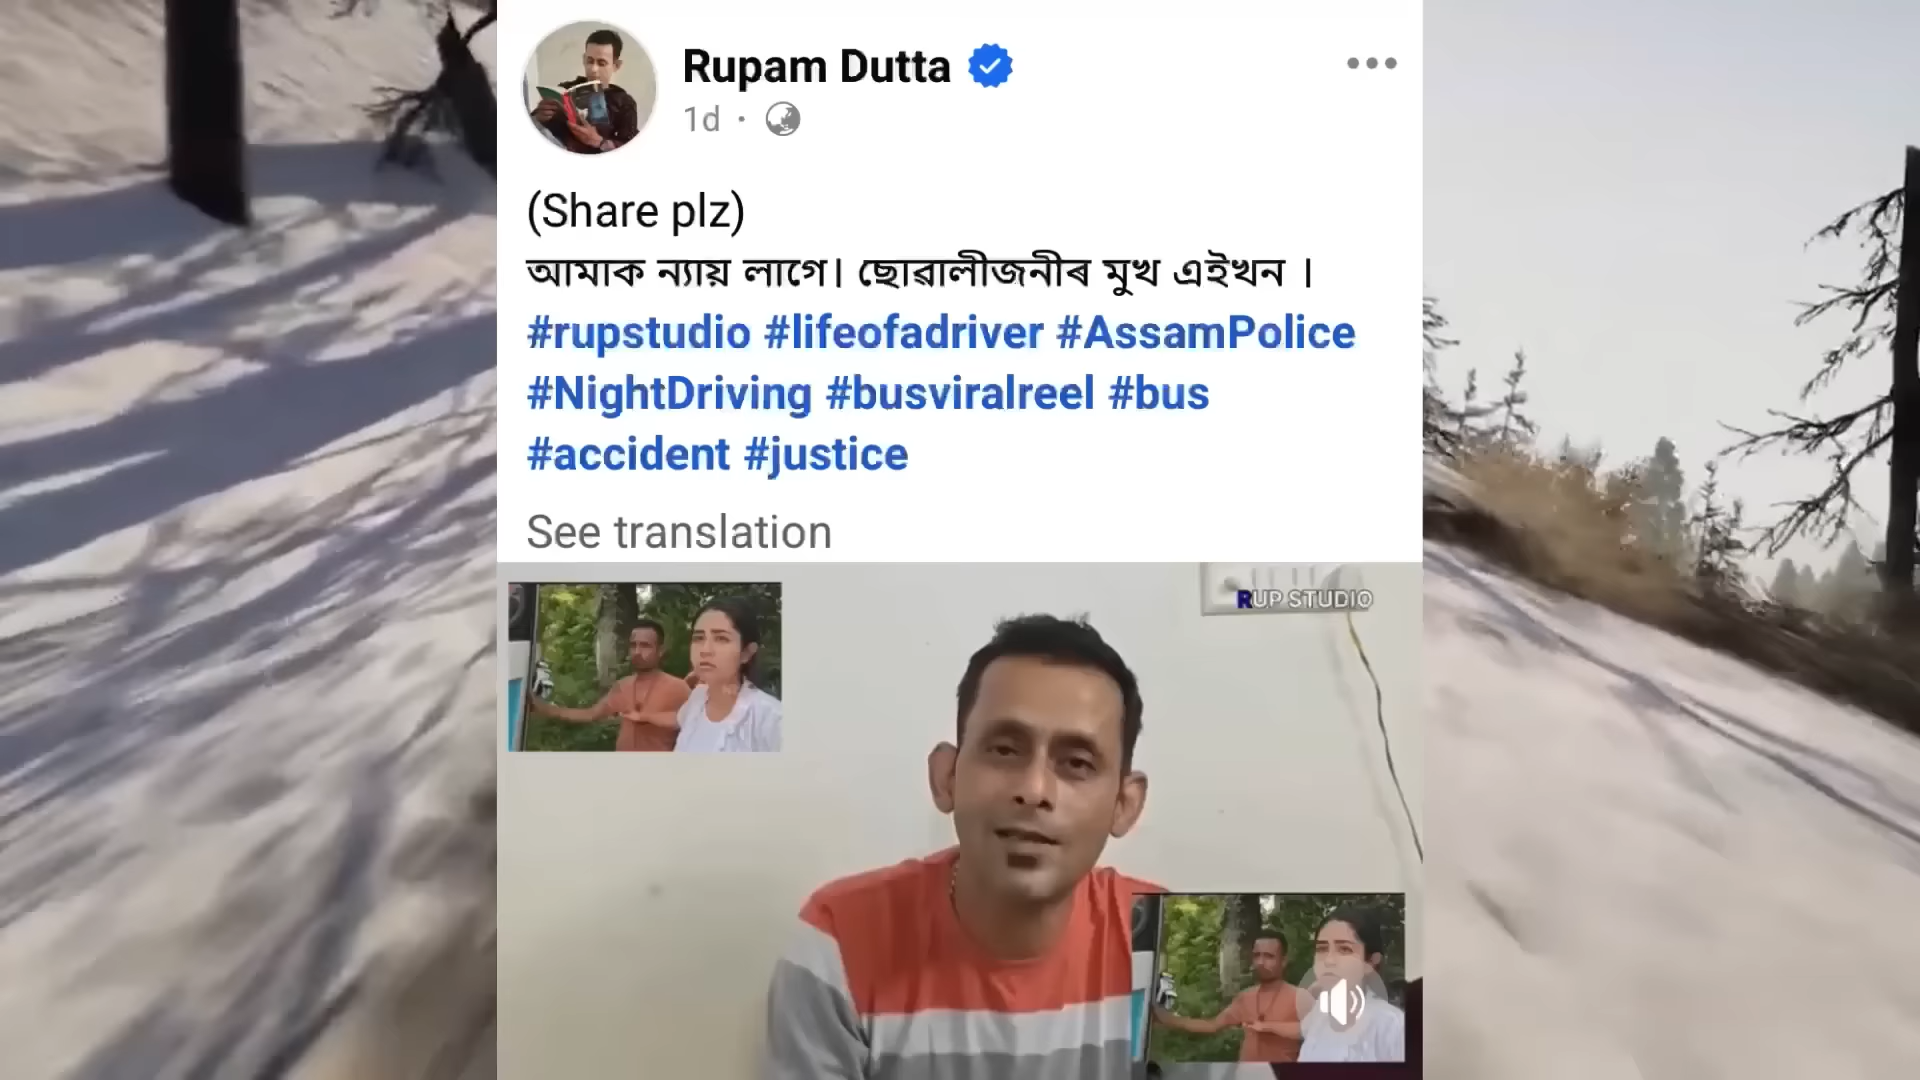 Rupam Dutta
1d ·
(Share plz)
আমাক ন্যায় লাগে। ছোৱালীজনীৰ মুখ এইখন ।
#rupstudio #lifeofadriver #AssamPolice
#NightDriving #busviralreel #bus
#accident #justice
See translation
RUP STUDIO